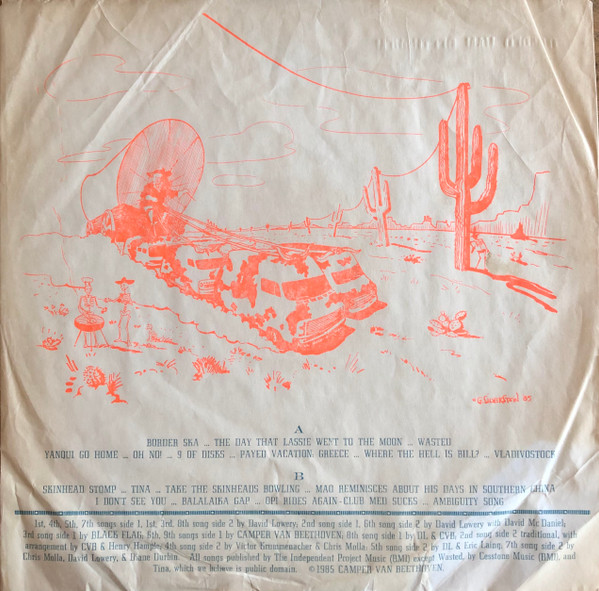 A
BORDER SKA ... THE DAY THAT LASSIE WENT TO THE MOON ... WASTED
YANQUI GO HOME ... OH NO! ... 9 OF DISKS ... PAYED VACATION: GREECE ... WHERE THE HELL IS BILL? ... VLADIVOSTOCK
B
SKINHEAD STOMP ... TINA ... TAKE THE SKINHEADS BOWLING ... MAO REMINISCES ABOUT HIS DAYS IN SOUTHERN CHINA
I DON'T SEE YOU ... BALALAIKA GAP ... OPI RIDES AGAIN-CLUB MED SUCKS ... AMBIGUITY SONG
1st, 4th, 5th, 7th songs side 1, 1st, 3rd, 8th song side 2 by David Lowery; 2nd song side 1, 6th song side 2 by David Lowery with David Mc Daniel;
3rd song side 1 by BLACK FLAG; 6th, 9th songs side 1 by CAMPER VAN BEETHOVEN; 8th song side 1 by DL & CVB; 2nd song side 2 traditional, with
arrangement by CVB & Henry 4th song side 2 by Victor Krummenacher & Chris Molla. 5th song side 2 by DL & Eric Laing, 7th song side 2 by
Chris Molla, David Lowery, & Diane Durbin. All songs published by The Independent Project Music (BMI) except Wasted, by Cesstone Music (BMI), and
Tina, which we believe is public domain. ©1985 CAMPER VAN BEETHOVEN.